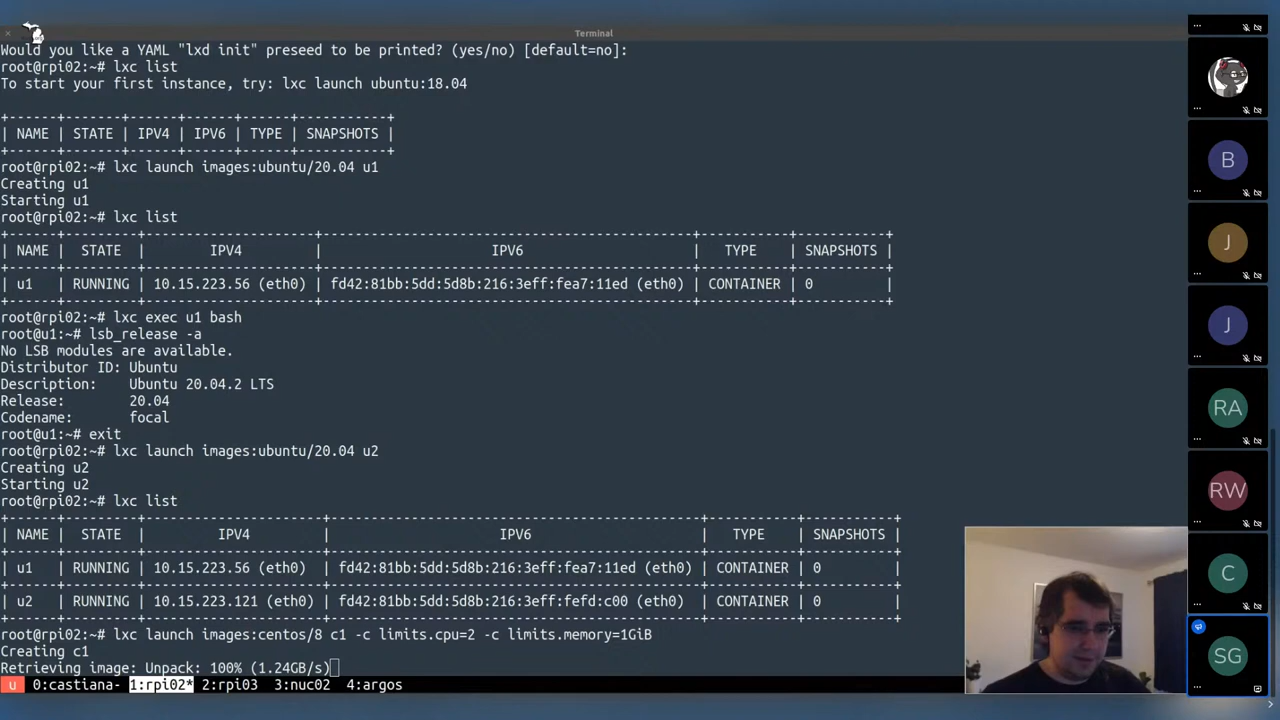 Terminal
Would you like a YAML "lxd init" preseed to be printed? (yes/no) [default=no]:
root@rpi02:~# lxc list
To start your first instance, try: lxc launch ubuntu:18.04
+------+-------+------+------+------+-----------+
| NAME | STATE | IPV4 | IPV6 | TYPE | SNAPSHOTS |
+------+-------+------+------+------+-----------+
root@rpi02:~# lxc launch images:ubuntu/20.04 u1
Creating u1
Starting u1
root@rpi02:~# lxc list
+------+---------+---------------------+----------------------------------------------+-----------+-----------+
| NAME | STATE | IPV4 | IPV6 | TYPE | SNAPSHOTS |
+------+---------+---------------------+----------------------------------------------+-----------+-----------+
| u1 | RUNNING | 10.15.223.56 (eth0) | fd42:81bb:5dd:5d8b:216:3eff:fea7:11ed (eth0) | CONTAINER | 0 |
+------+---------+---------------------+----------------------------------------------+-----------+-----------+
root@rpi02:~# lxc exec u1 bash
root@u1:~# lsb_release -a
No LSB modules are available.
Distributor ID: Ubuntu
Description: Ubuntu 20.04.2 LTS
Release: 20.04
Codename: focal
root@u1:~# exit
root@rpi02:~# lxc launch images:ubuntu/20.04 u2
Creating u2
Starting u2
root@rpi02:~# lxc list
+------+---------+----------------------+----------------------------------------------+-----------+-----------+
| NAME | STATE | IPV4 | IPV6 | TYPE | SNAPSHOTS |
+------+---------+----------------------+----------------------------------------------+-----------+-----------+
| u1 | RUNNING | 10.15.223.56 (eth0) | fd42:81bb:5dd:5d8b:216:3eff:fea7:11ed (eth0) | CONTAINER | 0 |
+------+---------+----------------------+----------------------------------------------+-----------+-----------+
| u2 | RUNNING | 10.15.223.121 (eth0) | fd42:81bb:5dd:5d8b:216:3eff:fefd:c00 (eth0) | CONTAINER | 0 |
+------+---------+----------------------+----------------------------------------------+-----------+-----------+
root@rpi02:~# lxc launch images:centos/8 c1 -c limits.cpu=2 -c limits.memory=1GiB
Creating c1
Retrieving image: Unpack: 100% (1.24GB/s)
u 0:castiana- 1:rpi02* 2:rpi03 3:nuc02 4:argos
B
J
J
RA
RW
C
SG